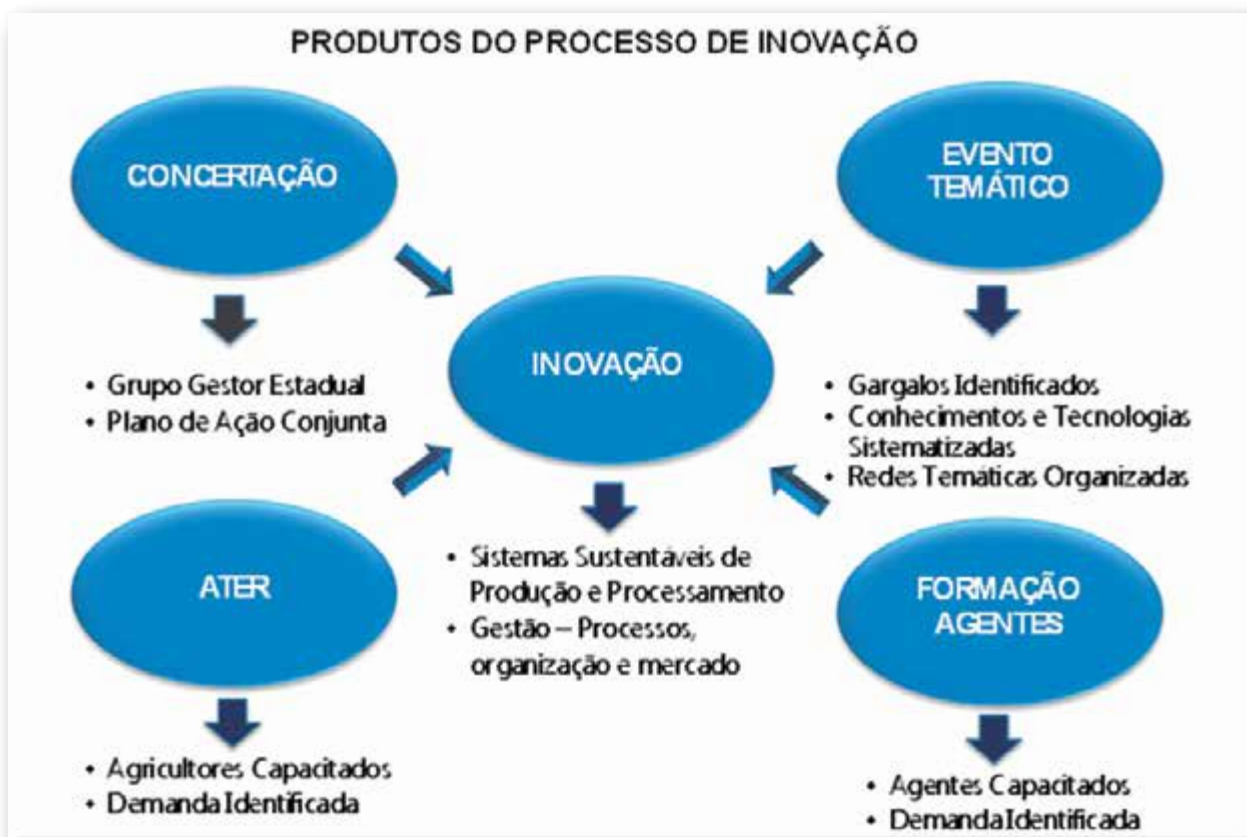 PRODUTOS DO PROCESSO DE INOVAÇÃO
CONCERTAÇÃO
• Grupo Gestor Estadual
• Plano de Ação Conjunta
EVENTO
TEMÁTICO
• Gargalos Identificados
• Conhecimentos e Tecnologias
Sistematizadas
• Redes Temáticas Organizadas
INOVAÇÃO
• Sistemas Sustentáveis de
Produção e Processamento
• Gestão – Processos,
organização e mercado
ATER
• Agricultores Capacitados
• Demanda Identificada
FORMAÇÃO
AGENTES
• Agentes Capacitados
• Demanda Identificada